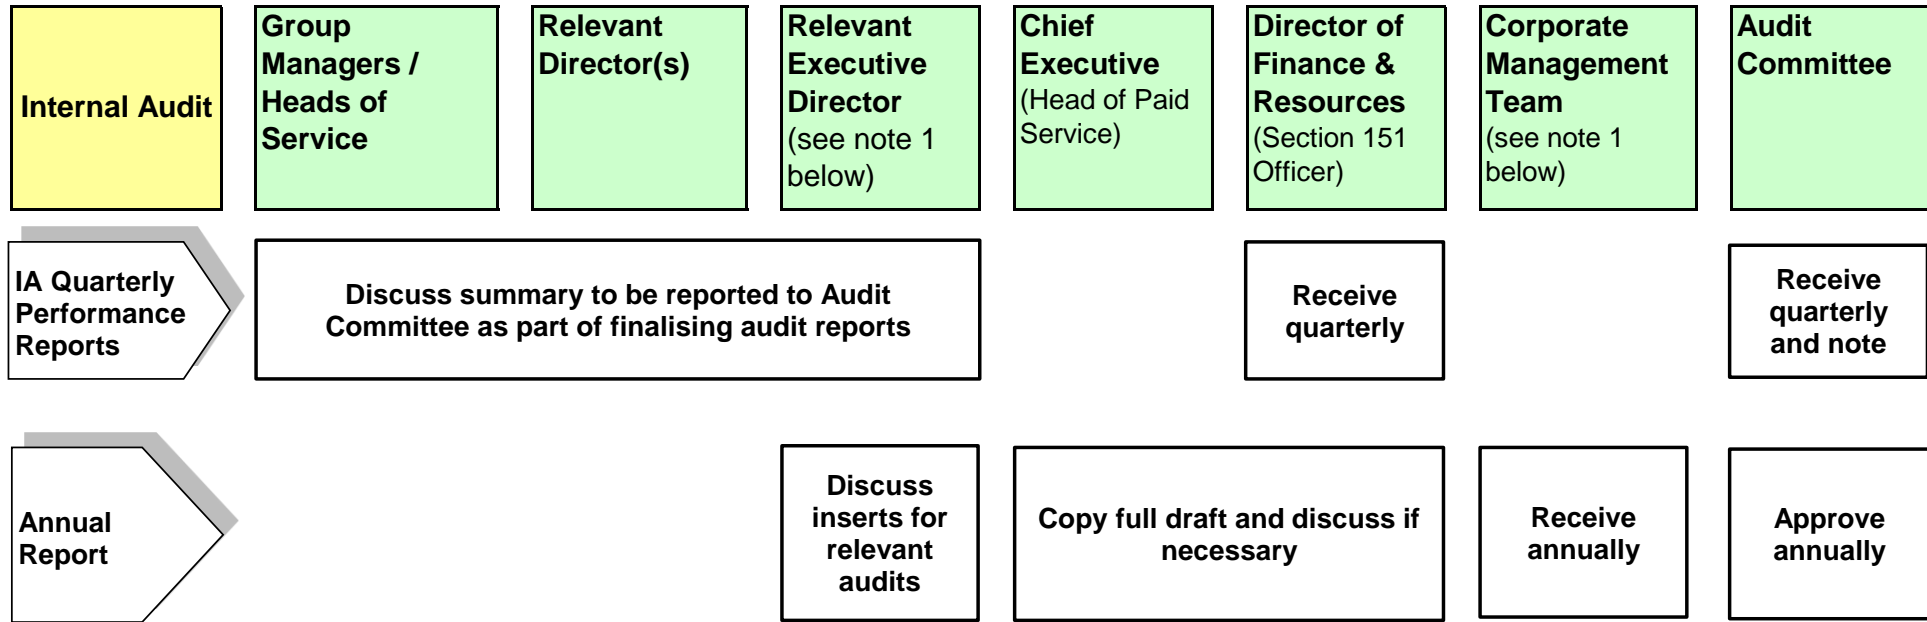 Internal Audit
Group
Managers /
Heads of
Service
Relevant
Director(s)
Relevant
Executive
Director
(see note 1
below)
Chief
Executive
(Head of Paid
Service)
Director of
Finance &
Resources
(Section 151
Officer)
Corporate
Management
Team
(see note 1
below)
Audit
Committee
IA Quarterly
Performance
Reports
Discuss summary to be reported to Audit
Committee as part of finalising audit reports
Receive
quarterly
Receive
quarterly
and note
Annual
Report
Discuss
inserts for
relevant
audits
Copy full draft and discuss if
necessary
Receive
annually
Approve
annually